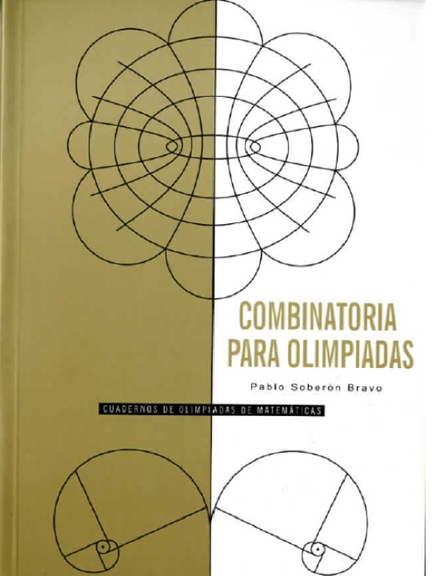 COMBINATORIA
PARA OLIMPIADAS
Pablo Soberón Bravo
CUADERNOS DE OLIMPIADAS DE MATEMÁTICAS